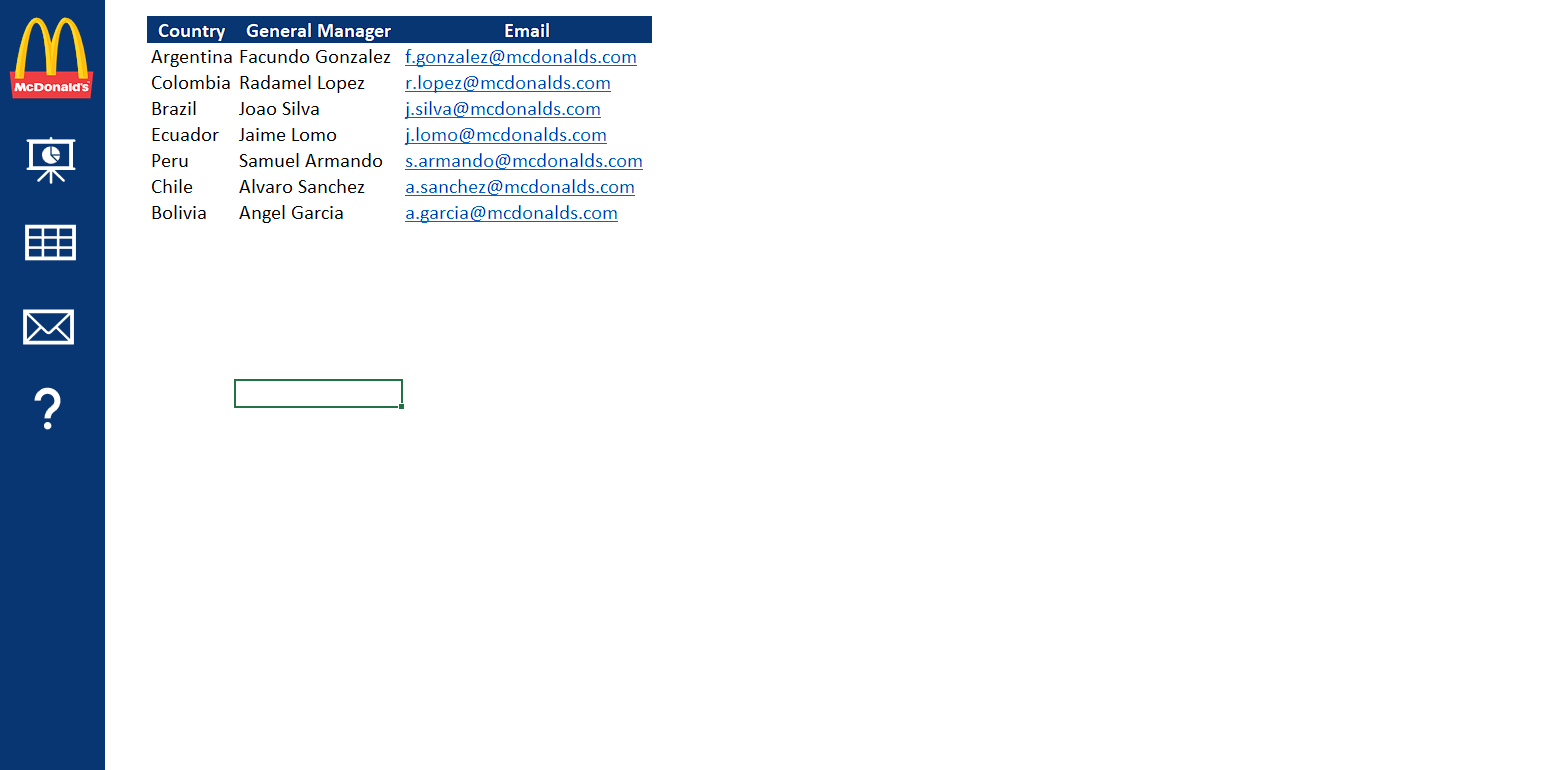 McDonald's
Country General Manager Email
Argentina Facundo Gonzalez f.gonzalez@mcdonalds.com
Colombia Radamel Lopez r.lopez@mcdonalds.com
Brazil Joao Silva j.silva@mcdonalds.com
Ecuador Jaime Lomo j.lomo@mcdonalds.com
Peru Samuel Armando s.armando@mcdonalds.com
Chile Alvaro Sanchez a.sanchez@mcdonalds.com
Bolivia Angel Garcia a.garcia@mcdonalds.com
?